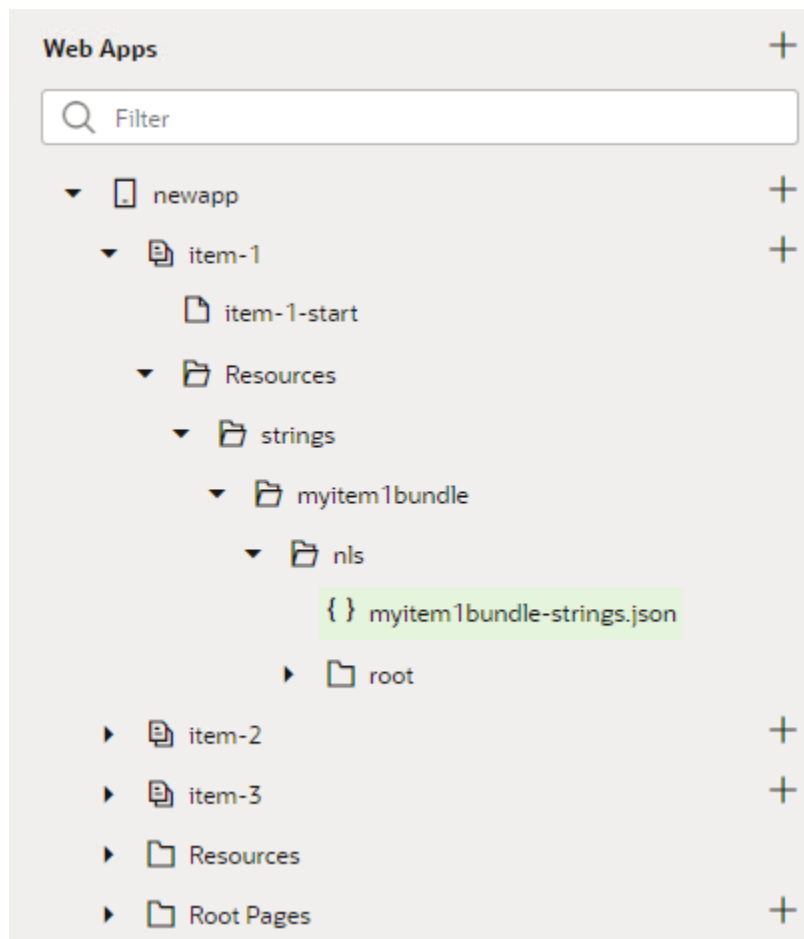 Web Apps
Filter
newapp
item-1
item-1-start
Resources
strings
myitem1bundle
nls
{ } myitem1bundle-strings.json
root
item-2
item-3
Resources
Root Pages